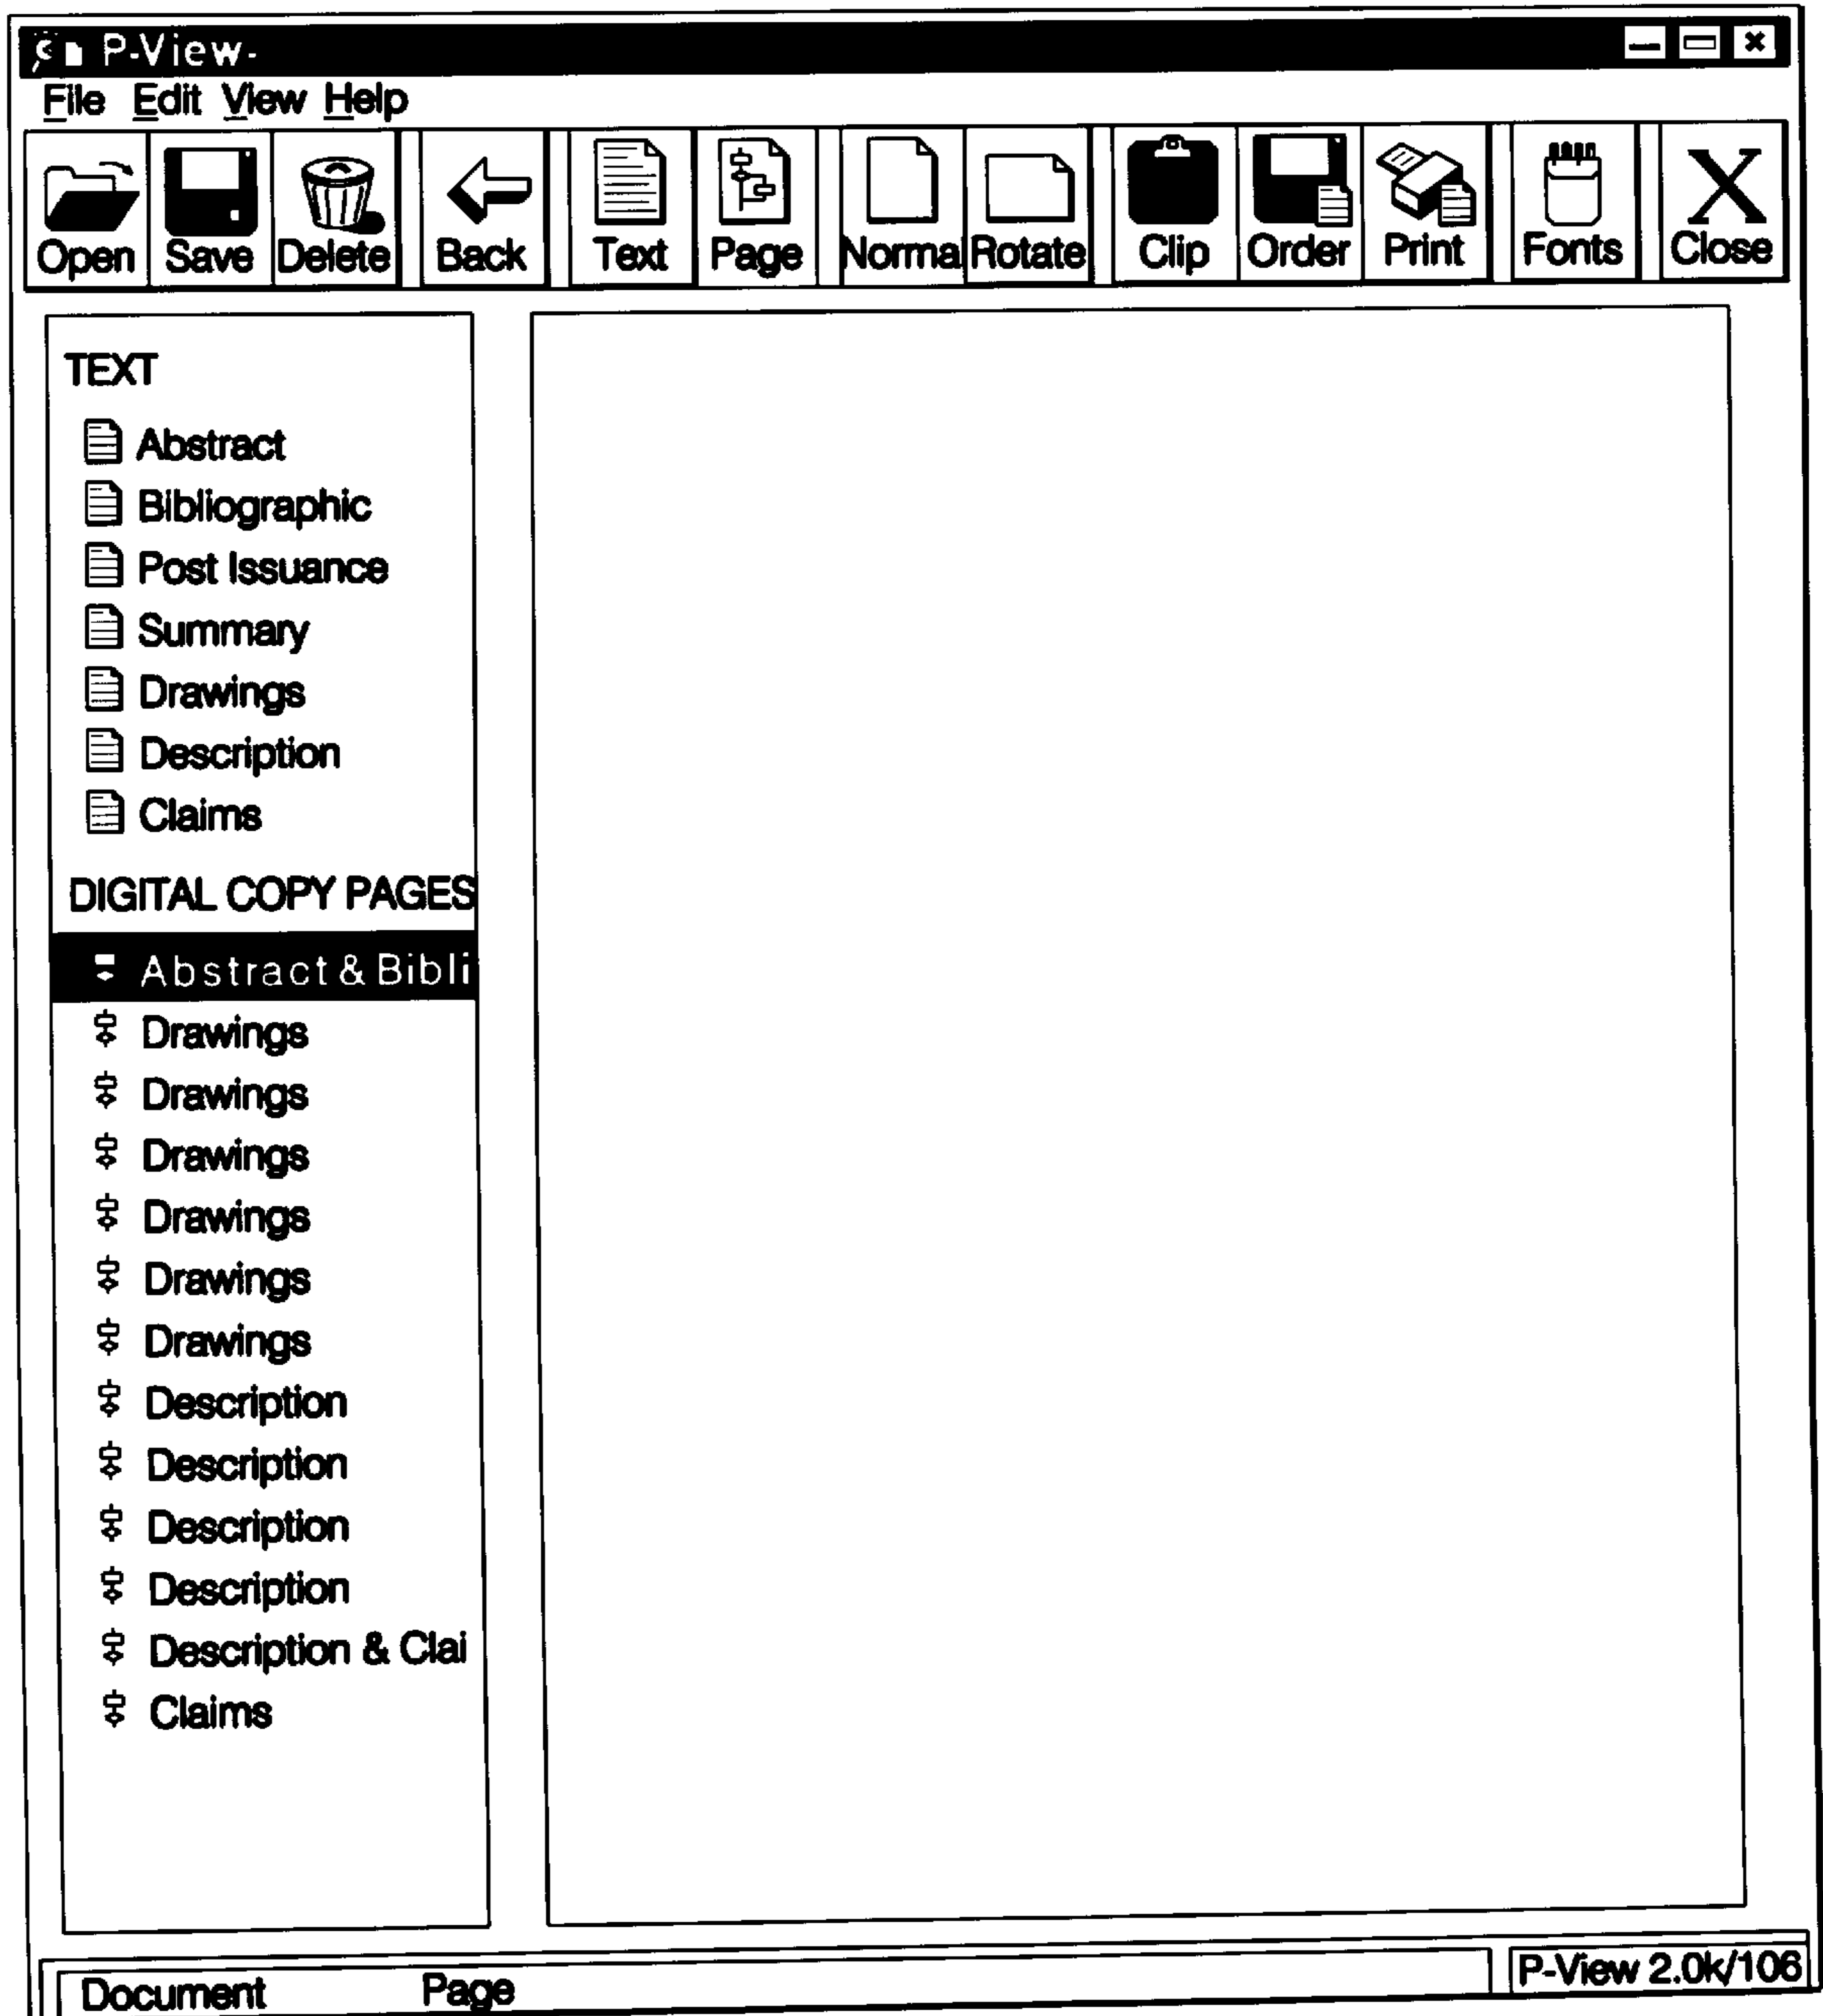 P-View-
File Edit View Help
Open Save Delete Back Text Page Norma Rotate Clip Order Print Fonts Close
TEXT
Abstract
Bibliographic
Post Issuance
Summary
Drawings
Description
Claims
DIGITAL COPY PAGES
Abstract & Bibli
Drawings
Drawings
Drawings
Drawings
Drawings
Drawings
Description
Description
Description
Description
Description & Clai
Claims
Document Page P-View 2.0k/106